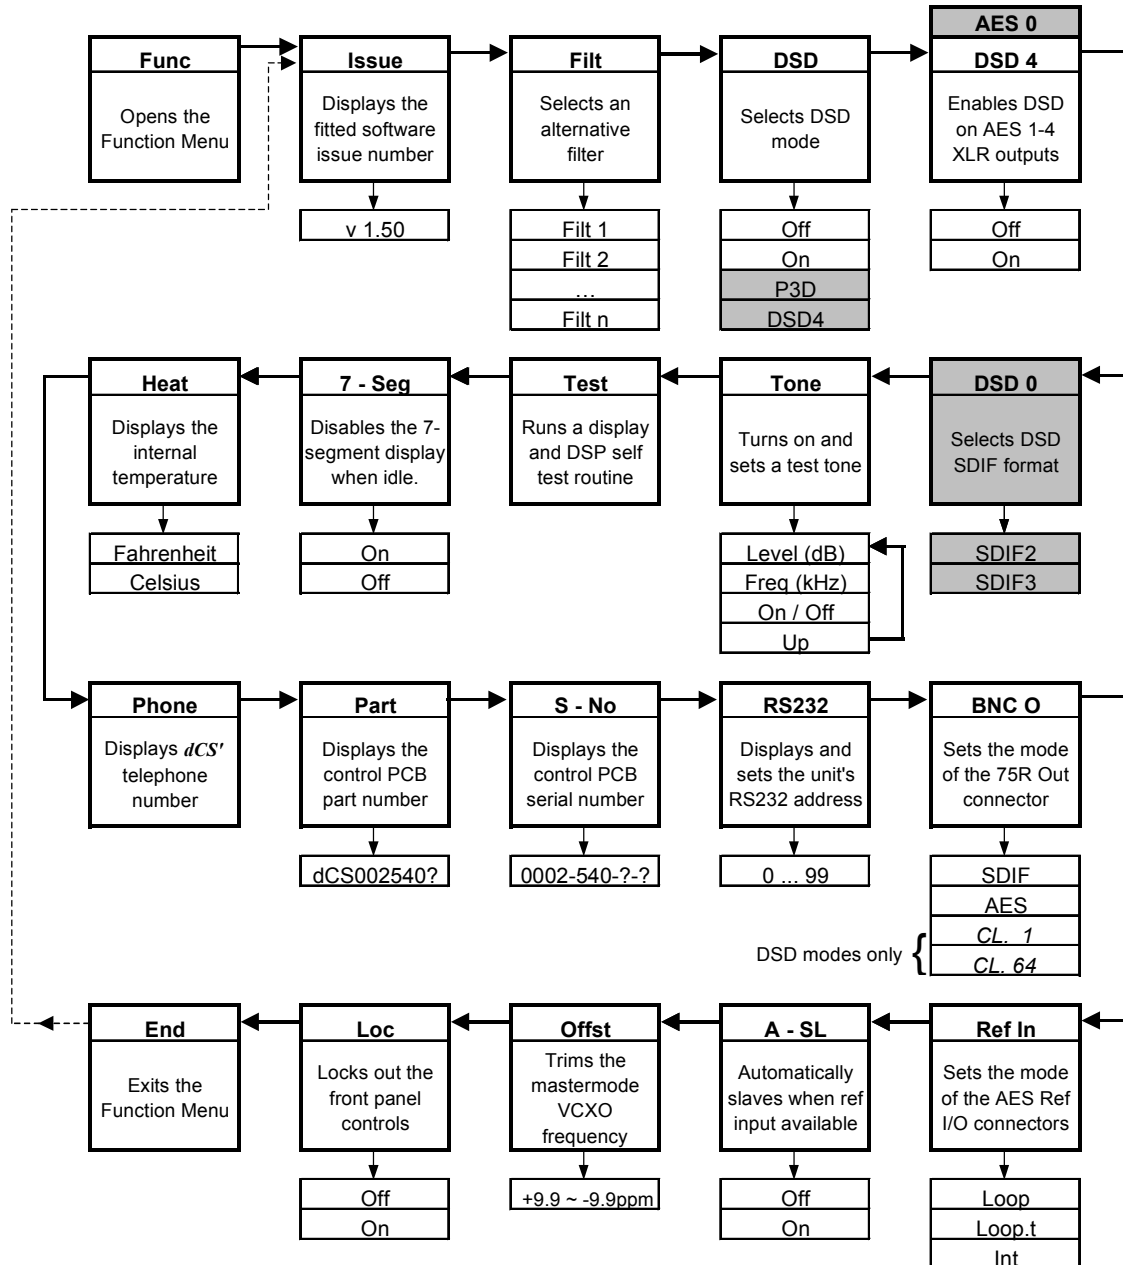 Func
Opens the
Function Menu
Issue
Displays the
fitted software
issue number
v 1.50
Filt
Selects an
alternative
filter
Filt 1
Filt 2
...
Filt n
DSD
Selects DSD
mode
Off
On
P3D
DSD4
AES 0
DSD 4
Enables DSD
on AES 1-4
XLR outputs
Off
On
Heat
Displays the
internal
temperature
Fahrenheit
Celsius
7 - Seg
Disables the 7-
segment display
when idle.
On
Off
Test
Runs a display
and DSP self
test routine
Tone
Turns on and
sets a test tone
Level (dB)
Freq (kHz)
On / Off
Up
DSD 0
Selects DSD
SDIF format
SDIF2
SDIF3
Phone
Displays dCS'
telephone
number
Part
Displays the
control PCB
part number
dCS002540?
S - No
Displays the
control PCB
serial number
0002-540-?-?
RS232
Displays and
sets the unit's
RS232 address
0 ... 99
BNC O
Sets the mode
of the 75R Out
connector
SDIF
AES
CL. 1
CL. 64
DSD modes only {
End
Exits the
Function Menu
Loc
Locks out the
front panel
controls
Off
On
Offst
Trims the
mastermode
VCXO
frequency
+9.9 ~ -9.9ppm
A - SL
Automatically
slaves when ref
input available
Off
On
Ref In
Sets the mode
of the AES Ref
I/O connectors
Loop
Loop.t
Int